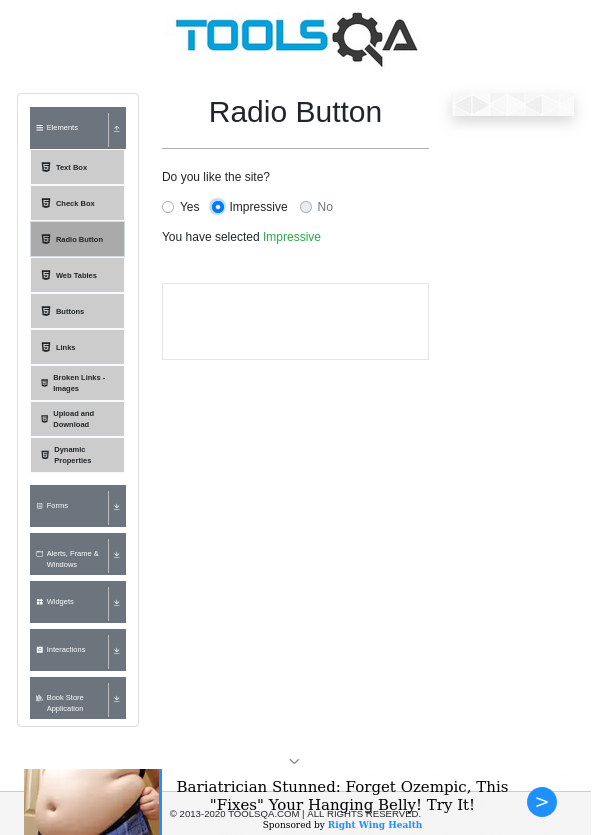 TOOLSQA
Radio Button
Elements
Text Box
Check Box
Radio Button
Web Tables
Buttons
Links
Broken Links -
Images
Upload and
Download
Dynamic
Properties
Forms
Alerts, Frame &
Windows
Widgets
Interactions
Book Store
Application
Do you like the site?
Yes Impressive No
You have selected Impressive
Bariatrician Stunned: Forget Ozempic, This
"Fixes" Your Hanging Belly! Try It!
© 2013-2020 TOOLSQA.COM | ALL RIGHTS RESERVED.
Sponsored by Right Wing Health